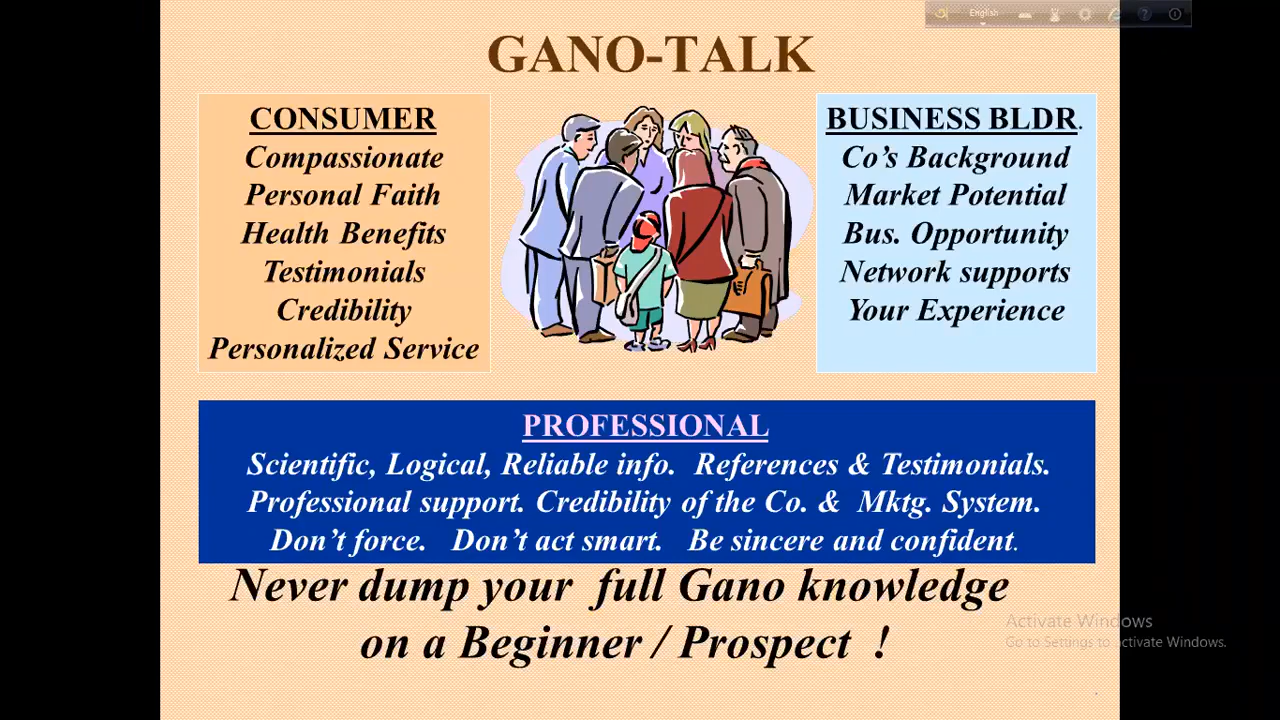 English
GANO-TALK
CONSUMER
Compassionate
Personal Faith
Health Benefits
Testimonials
Credibility
Personalized Service
BUSINESS BLDR.
Co's Background
Market Potential
Bus. Opportunity
Network supports
Your Experience
PROFESSIONAL
Scientific, Logical, Reliable info. References & Testimonials.
Professional support. Credibility of the Co. & Mktg. System.
Don't force. Don't act smart. Be sincere and confident.
Never dump your full Gano knowledge
on a Beginner / Prospect !
Activate Windows
Go to Settings to activate Windows.